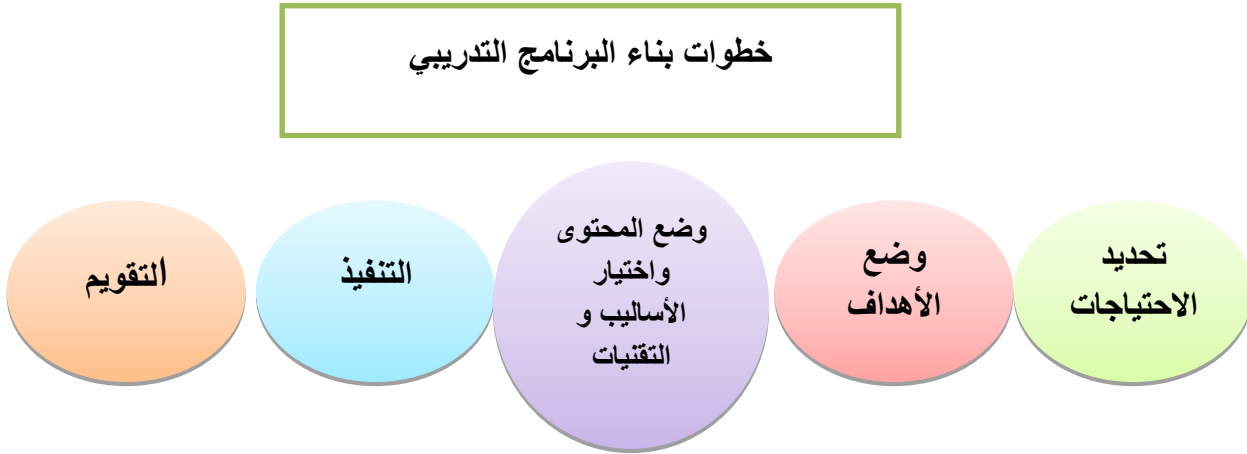 خطوات بناء البرنامج التدريبي
تحديد
الاحتياجات
وضع
الأهداف
وضع المحتوى
واختيار
الأساليب و
التقنيات
التنفيذ
التقويم